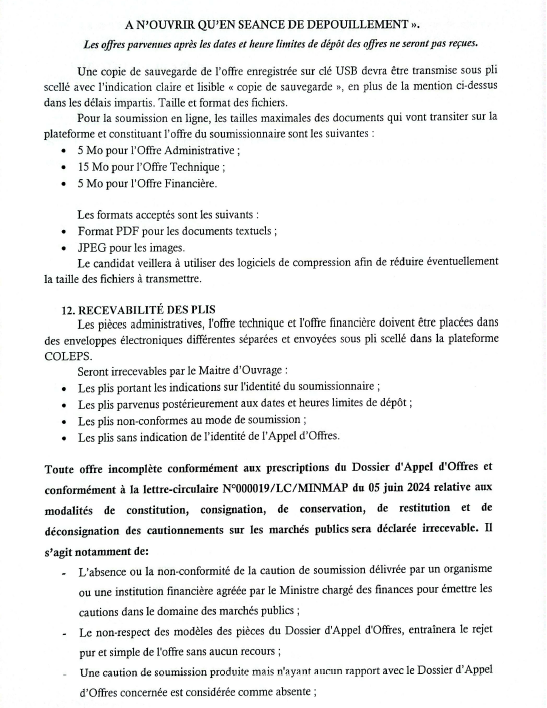 A N'OUVRIR QU'EN SEANCE DE DEPOUILLEMENT ».
Les offres parvenues après les dates et heure limites de dépôt des offres ne seront pas reçues.
Une copie de sauvegarde de l'offre enregistrée sur clé USB devra être transmise sous pli
scellé avec l'indication claire et lisible « copie de sauvegarde », en plus de la mention ci-dessus
dans les délais impartis. Taille et format des fichiers.
Pour la soumission en ligne, les tailles maximales des documents qui vont transiter sur la
plateforme et constituant l'offre du soumissionnaire sont les suivantes :
• 5 Mo pour l'Offre Administrative ;
• 15 Mo pour l'Offre Technique ;
• 5 Mo pour l'Offre Financière.
Les formats acceptés sont les suivants :
• Format PDF pour les documents textuels ;
• JPEG pour les images.
Le candidat veillera à utiliser des logiciels de compression afin de réduire éventuellement
la taille des fichiers à transmettre.
12. RECEVABILITÉ DES PLIS
Les pièces administratives, l'offre technique et l'offre financière doivent être placées dans
des enveloppes électroniques différentes séparées et envoyées sous pli scellé dans la plateforme
COLEPS.
Seront irrecevables par le Maitre d'Ouvrage :
• Les plis portant les indications sur l'identité du soumissionnaire ;
• Les plis parvenus postérieurement aux dates et heures limites de dépôt ;
• Les plis non-conformes au mode de soumission ;
• Les plis sans indication de l'identité de l'Appel d'Offres.
Toute offre incomplète conformément aux prescriptions du Dossier d'Appel d'Offres et
conformément à la lettre-circulaire N°000019/LC/MINMAP du 05 juin 2024 relative aux
modalités de constitution, consignation, de conservation, de restitution et de
déconsignation des cautionnements sur les marchés publics sera déclarée irrecevable. Il
s'agit notamment de:
- L'absence ou la non-conformité de la caution de soumission délivrée par un organisme
ou une institution financière agréée par le Ministre chargé des finances pour émettre les
cautions dans le domaine des marchés publics ;
- Le non-respect des modèles des pièces du Dossier d'Appel d'Offres, entraînera le rejet
pur et simple de l'offre sans aucun recours ;
- Une caution de soumission produite mais n'ayant aucun rapport avec le Dossier d'Appel
d'Offres concernée est considérée comme absente ;